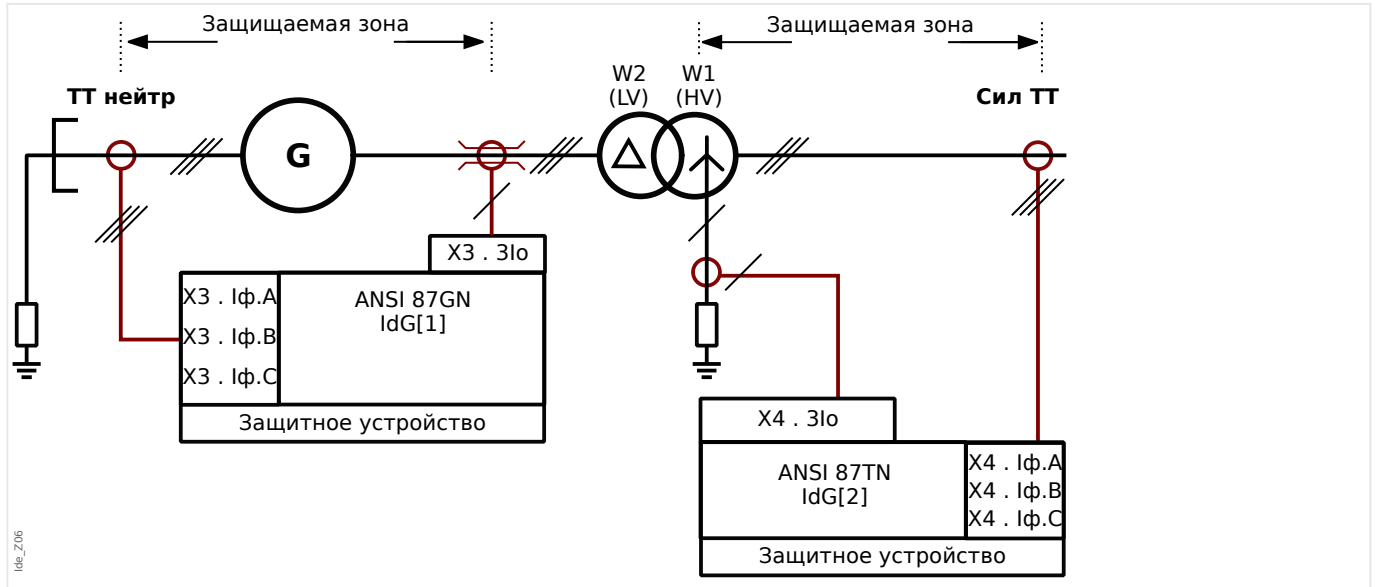 Защищаемая зона
Защищаемая зона
ТТ нейтр
W2
(LV)
W1
(HV)
Сил ТТ
G
X3 . 3Io
X3 . Iф.A
X3 . Iф.B
X3 . Iф.C
ANSI 87GN
IdG[1]
Защитное устройство
X4 . 3Io
ANSI 87TN
IdG[2]
X4 . Iф.A
X4 . Iф.B
X4 . Iф.C
Защитное устройство
Ide_Z06